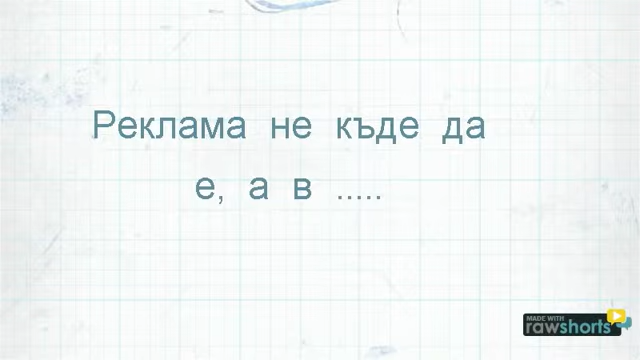 Реклама не къде да
е, а в .....
MADE WITH
rawshorts